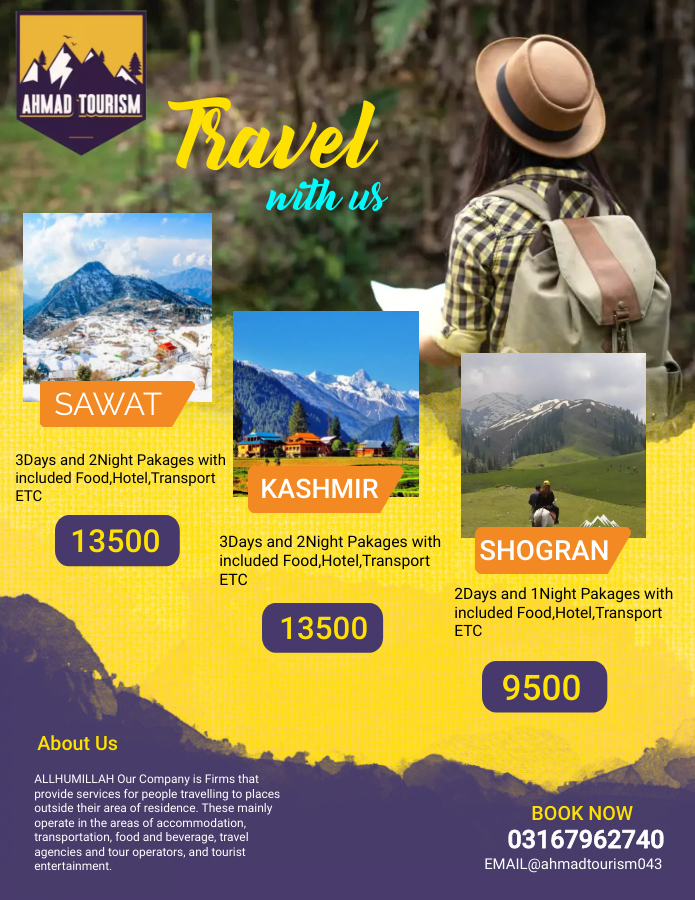 AHMAD TOURISM
Travel
with us
SAWAT
3Days and 2Night Pakages with
included Food,Hotel,Transport
ETC
13500
KASHMIR
3Days and 2Night Pakages with
included Food,Hotel,Transport
ETC
13500
SHOGRAN
2Days and 1Night Pakages with
included Food,Hotel,Transport
ETC
9500
About Us
ALLHUMILLAH Our Company is Firms that
provide services for people travelling to places
outside their area of residence. These mainly
operate in the areas of accommodation,
transportation, food and beverage, travel
agencies and tour operators, and tourist
entertainment.
BOOK NOW
03167962740
EMAIL@ahmadtourism043